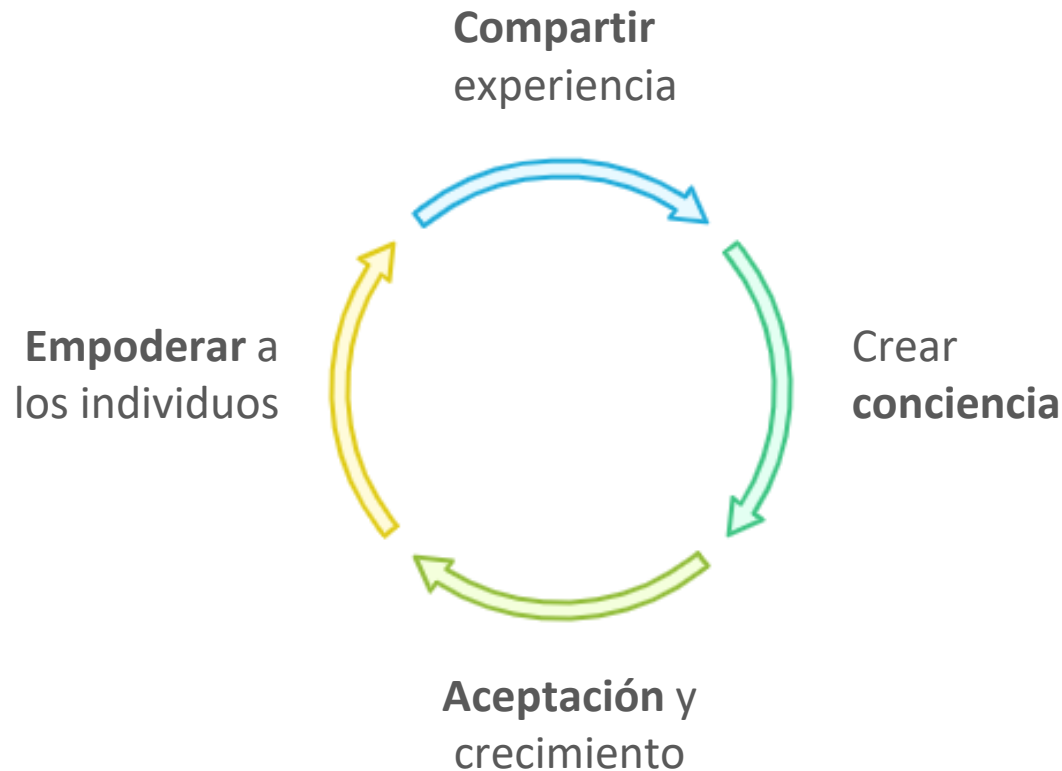 Compartir
experiencia
Empoderar a
los individuos
Crear
conciencia
Aceptación y
crecimiento